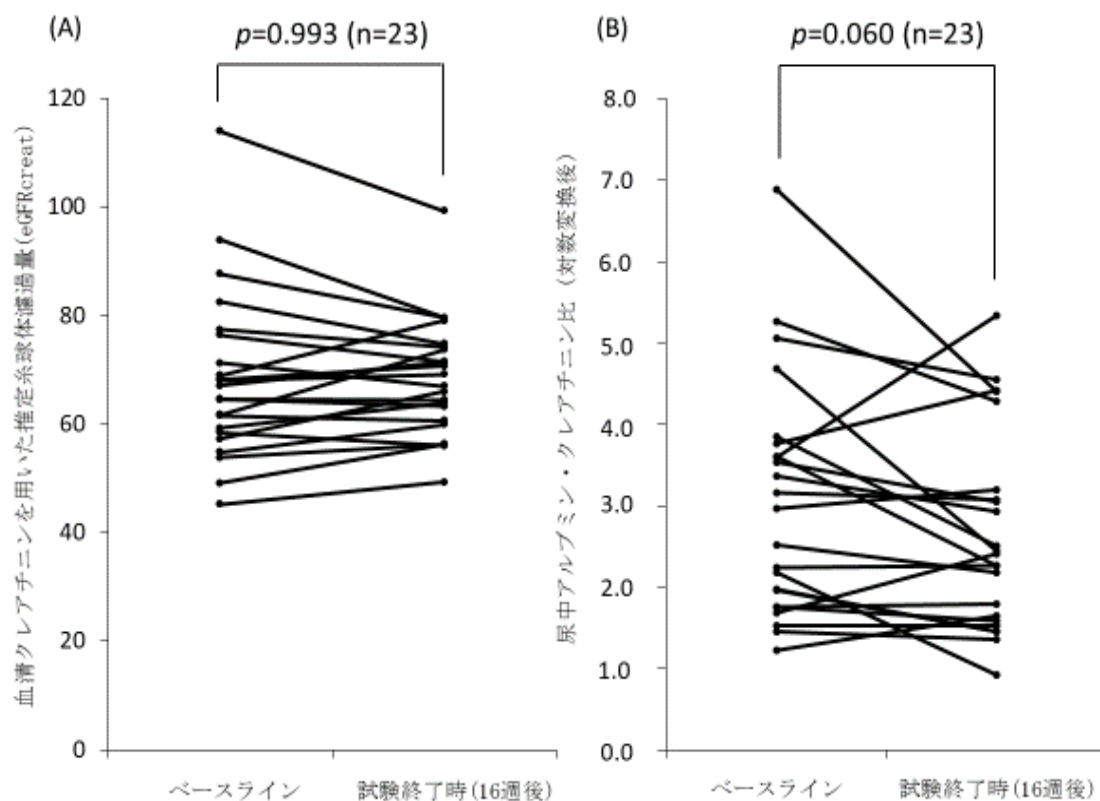 (A)
p=0.993 (n=23)
血清クレアチニンを用いた推定糸球体濾過量(eGFRcreat)
120
100
80
60
40
20
0
ベースライン
試験終了時(16週後)
(B)
p=0.060 (n=23)
尿中アルブミン・クレアチニン比 (対数変換後)
8.0
7.0
6.0
5.0
4.0
3.0
2.0
1.0
0.0
ベースライン
試験終了時(16週後)